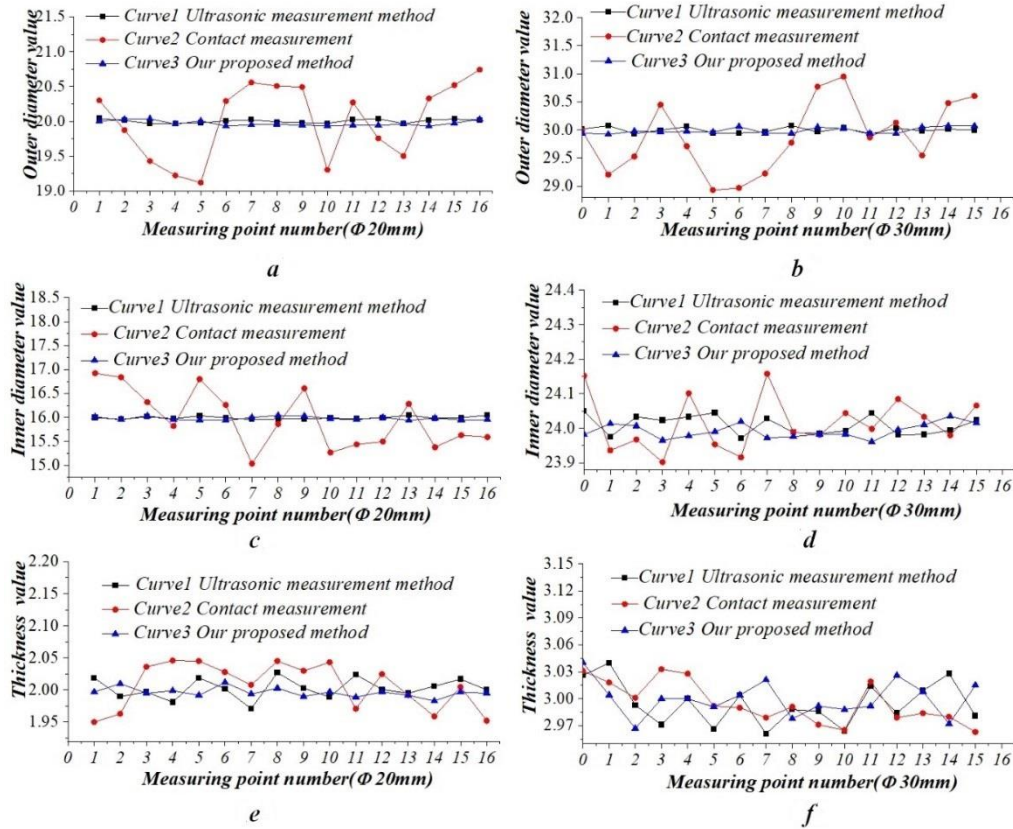 21.5
21.0
20.5
20.0
19.5
19.0
Outer diameter value
Curve1 Ultrasonic measurement method
Curve2 Contact measurement
Curve3 Our proposed method
0 1 2 3 4 5 6 7 8 9 10 11 12 13 14 15 16
Measuring point number(Φ20mm)
a
32.0
31.5
31.0
30.0
29.0
Outer diameter value
Curve1 Ultrasonic measurement method
Curve2 Contact measurement
Curve3 Our proposed method
0 1 2 3 4 5 6 7 8 9 10 11 12 13 14 15 16
Measuring point number(Φ30mm)
b
18.5
18.0
17.5
17.0
16.5
16.0
15.5
15.0
Inner diameter value
Curve1 Ultrasonic measurement method
Curve2 Contact measurement
Curve3 Our proposed method
0 1 2 3 4 5 6 7 8 9 10 11 12 13 14 15 16
Measuring point number(Φ20mm)
c
24.4
24.3
24.2
24.1
24.0
23.9
Inner diameter value
Curve1 Ultrasonic measurement method
Curve2 Contact measurement
Curve3 Our proposed method
0 1 2 3 4 5 6 7 8 9 10 11 12 13 14 15 16
Measuring point number(Φ30mm)
d
2.20
2.15
2.10
2.05
2.00
1.95
Thickness value
Curve1 Ultrasonic measurement method
Curve2 Contact measurement
Curve3 Our proposed method
0 1 2 3 4 5 6 7 8 9 10 11 12 13 14 15 16
Measuring point number(Φ20mm)
e
3.15
3.12
3.09
3.06
3.03
3.00
2.97
Thickness value
Curve1 Ultrasonic measurement method
Curve2 Contact measurement
Curve3 Our proposed method
0 1 2 3 4 5 6 7 8 9 10 11 12 13 14 15 16
Measuring point number(Φ30mm)
f